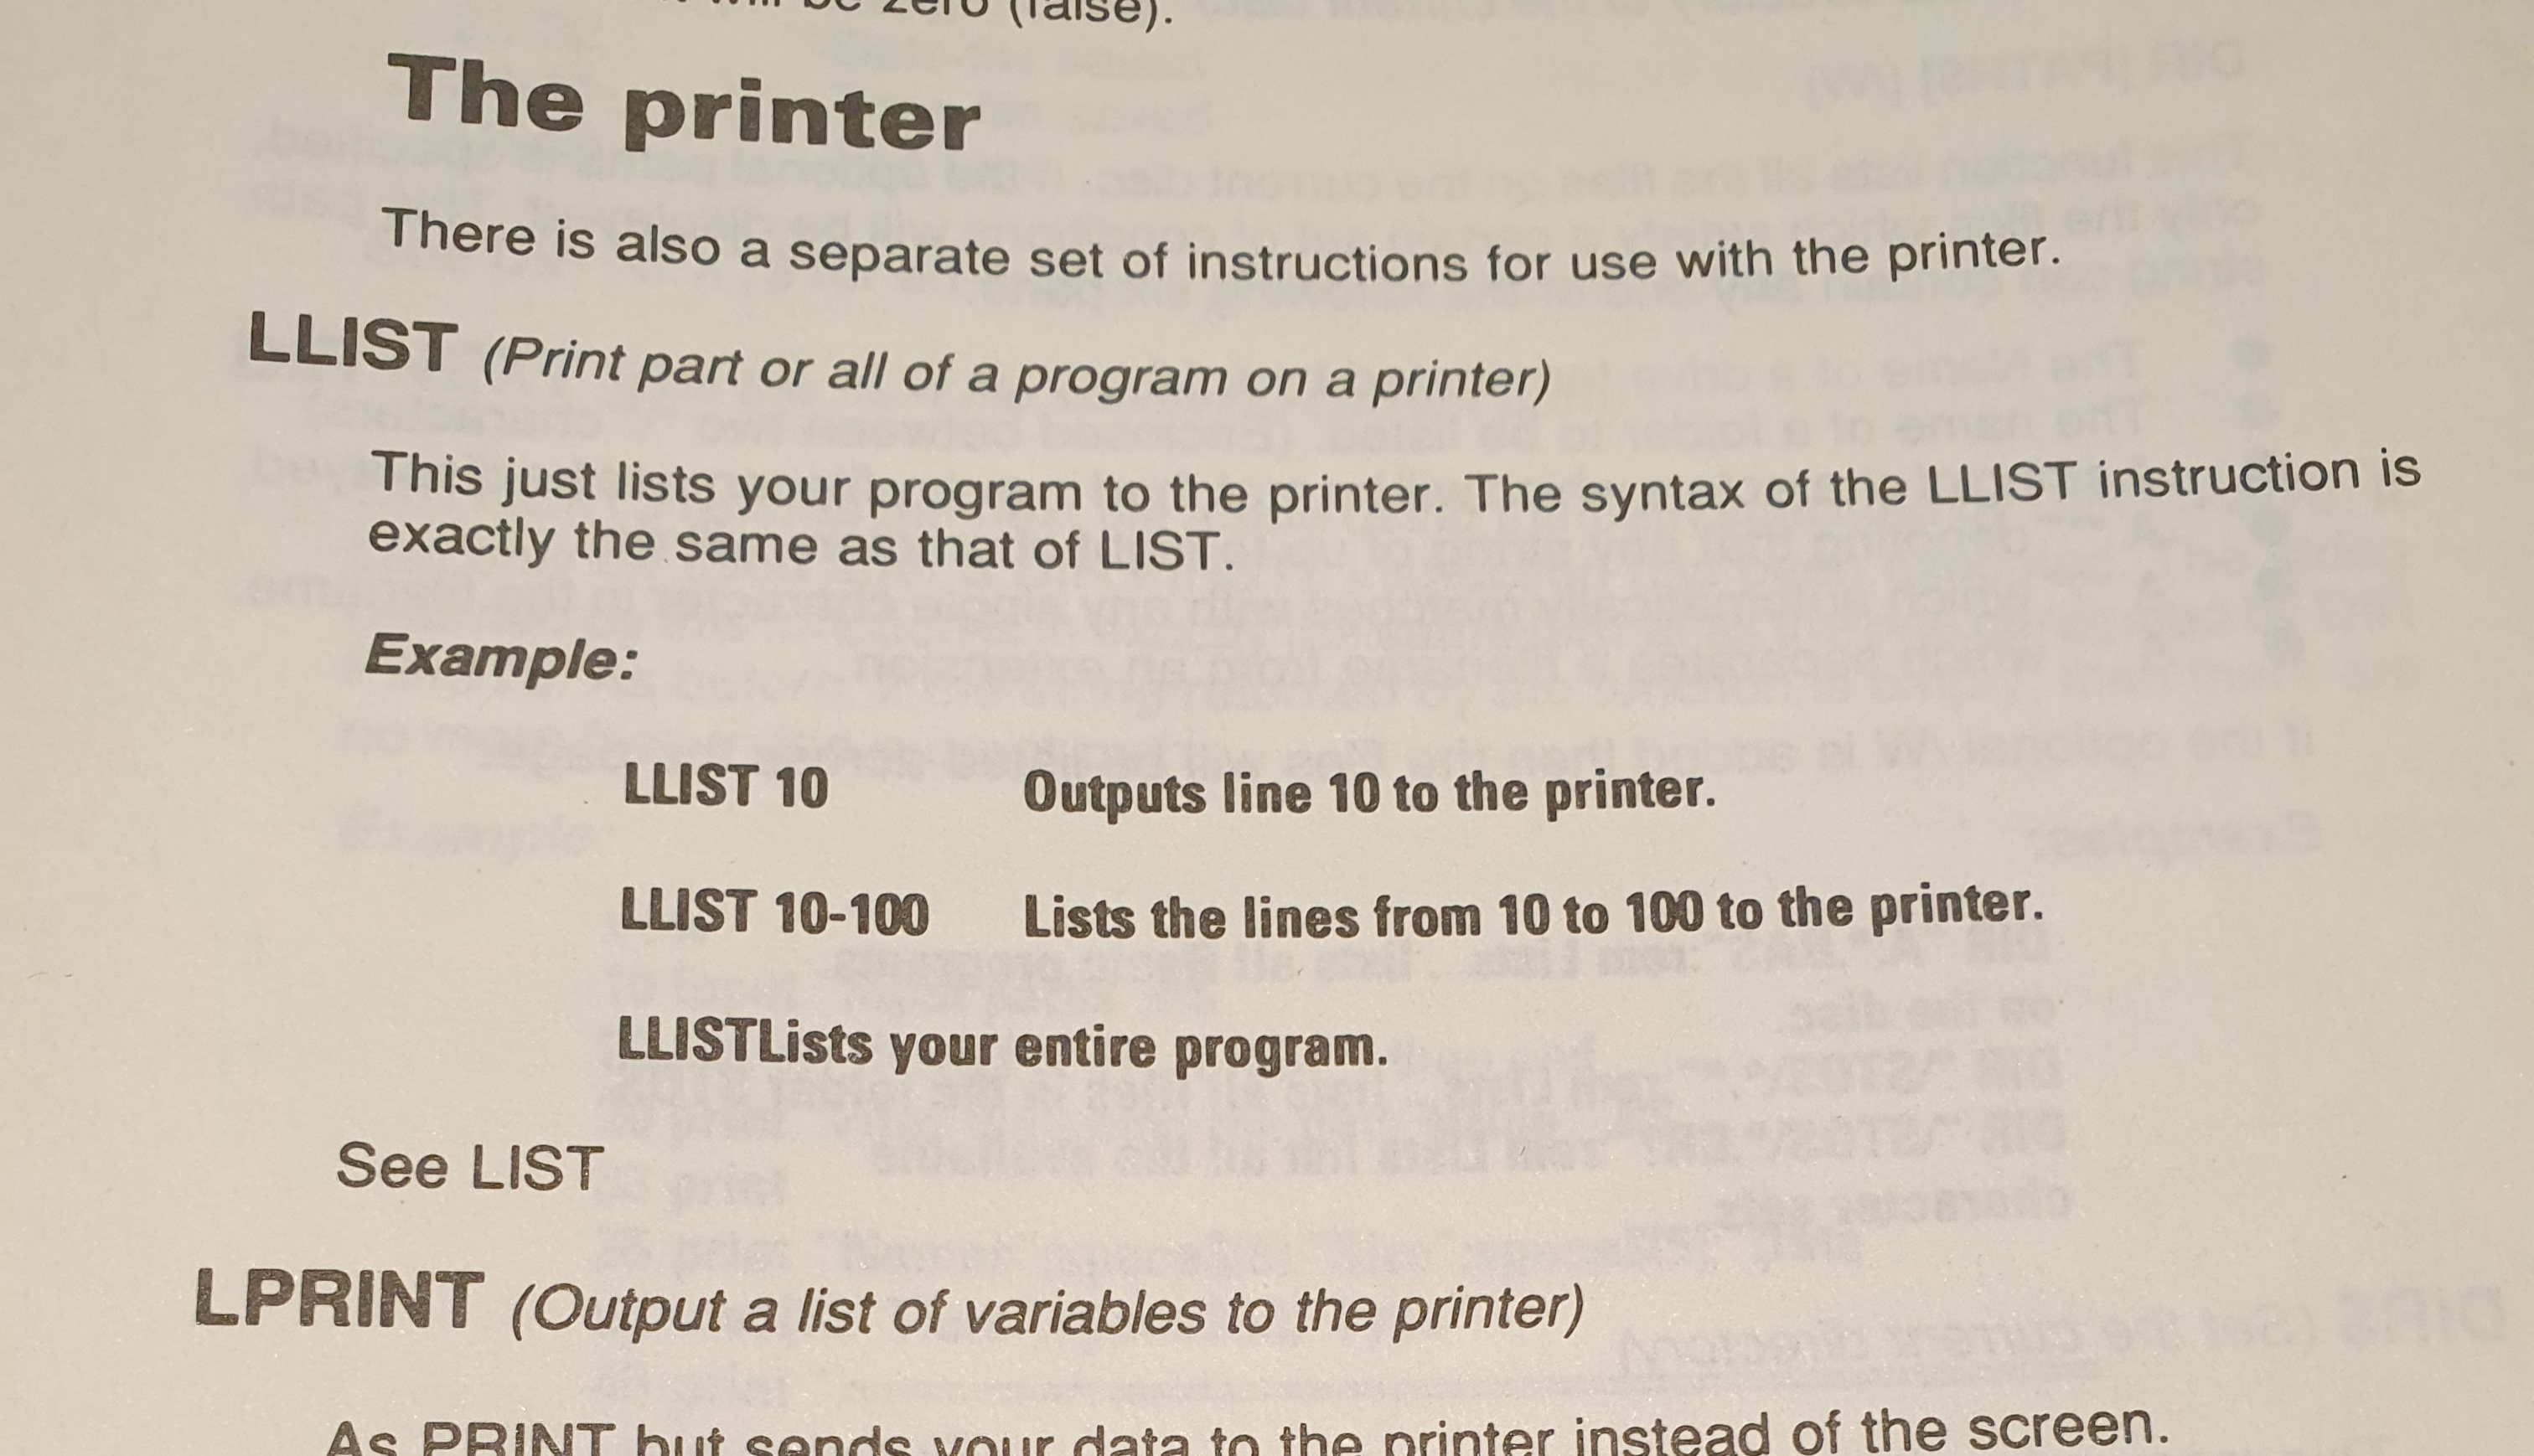 be zero (false).
The printer
There is also a separate set of instructions for use with the printer.
LLIST (Print part or all of a program on a printer)
This just lists your program to the printer. The syntax of the LLIST instruction is
exactly the same as that of LIST.
Example:
LLIST 10 Outputs line 10 to the printer.
LLIST 10-100 Lists the lines from 10 to 100 to the printer.
LLISTLists your entire program.
See LIST
LPRINT (Output a list of variables to the printer)
As PRINT but sends your data to the printer instead of the screen.